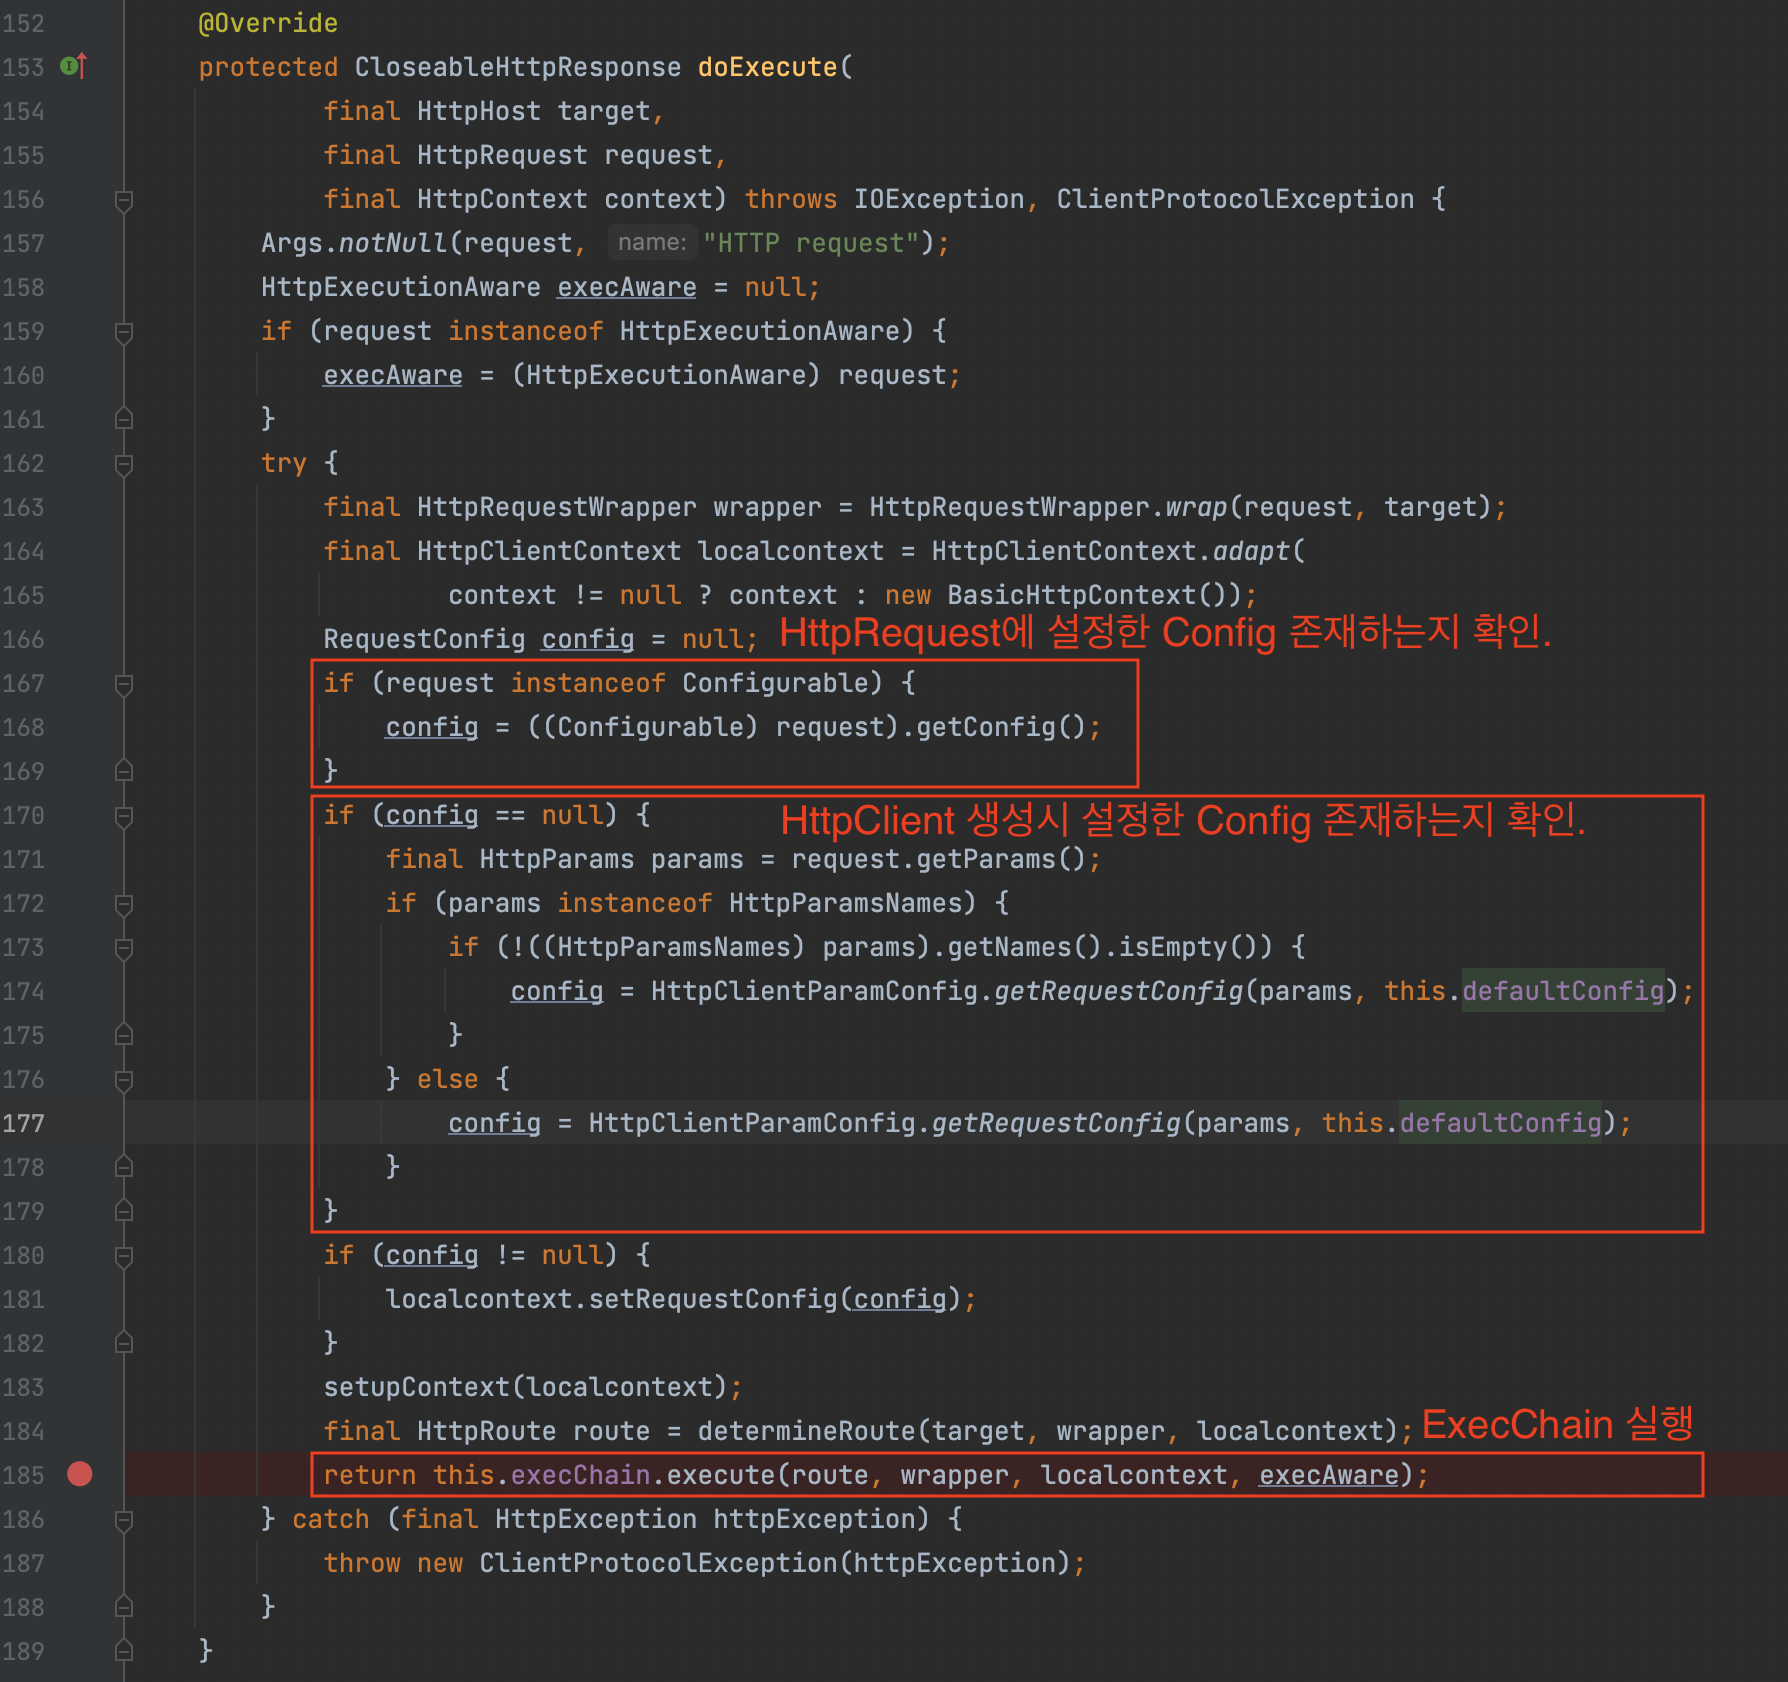 152 @Override
153 protected CloseableHttpResponse doExecute(
154 final HttpHost target,
155 final HttpRequest request,
156 final HttpContext context) throws IOException, ClientProtocolException {
157 Args.notNull(request, name: "HTTP request");
158 HttpExecutionAware execAware = null;
159 if (request instanceof HttpExecutionAware) {
160 execAware = (HttpExecutionAware) request;
161 }
162 try {
163 final HttpRequestWrapper wrapper = HttpRequestWrapper.wrap(request, target);
164 final HttpClientContext localcontext = HttpClientContext.adapt(
165 context != null ? context : new BasicHttpContext());
166 RequestConfig config = null; HttpRequest에 설정한 Config 존재하는지 확인.
167 if (request instanceof Configurable) {
168 config = ((Configurable) request).getConfig();
169 }
170 if (config == null) { HttpClient 생성시 설정한 Config 존재하는지 확인.
171 final HttpParams params = request.getParams();
172 if (params instanceof HttpParamsNames) {
173 if (!((HttpParamsNames) params).getNames().isEmpty()) {
174 config = HttpClientParamConfig.getRequestConfig(params, this.defaultConfig);
175 }
176 } else {
177 config = HttpClientParamConfig.getRequestConfig(params, this.defaultConfig);
178 }
179 }
180 if (config != null) {
181 localcontext.setRequestConfig(config);
182 }
183 setupContext(localcontext);
184 final HttpRoute route = determineRoute(target, wrapper, localcontext); ExecChain 실행
185 return this.execChain.execute(route, wrapper, localcontext, execAware);
186 } catch (final HttpException httpException) {
187 throw new ClientProtocolException(httpException);
188 }
189 }